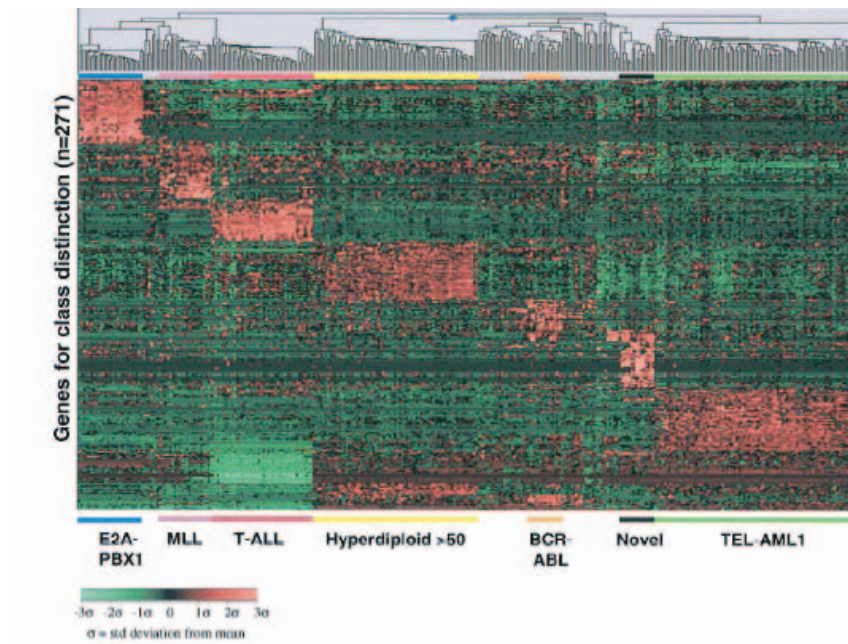 Genes for class distinction (n=271)
E2A-
PBX1
MLL
T-ALL
Hyperdiploid >50
BCR-
ABL
Novel
TEL-AML1
-3σ -2σ -1σ 0 1σ 2σ 3σ
σ = std deviation from mean